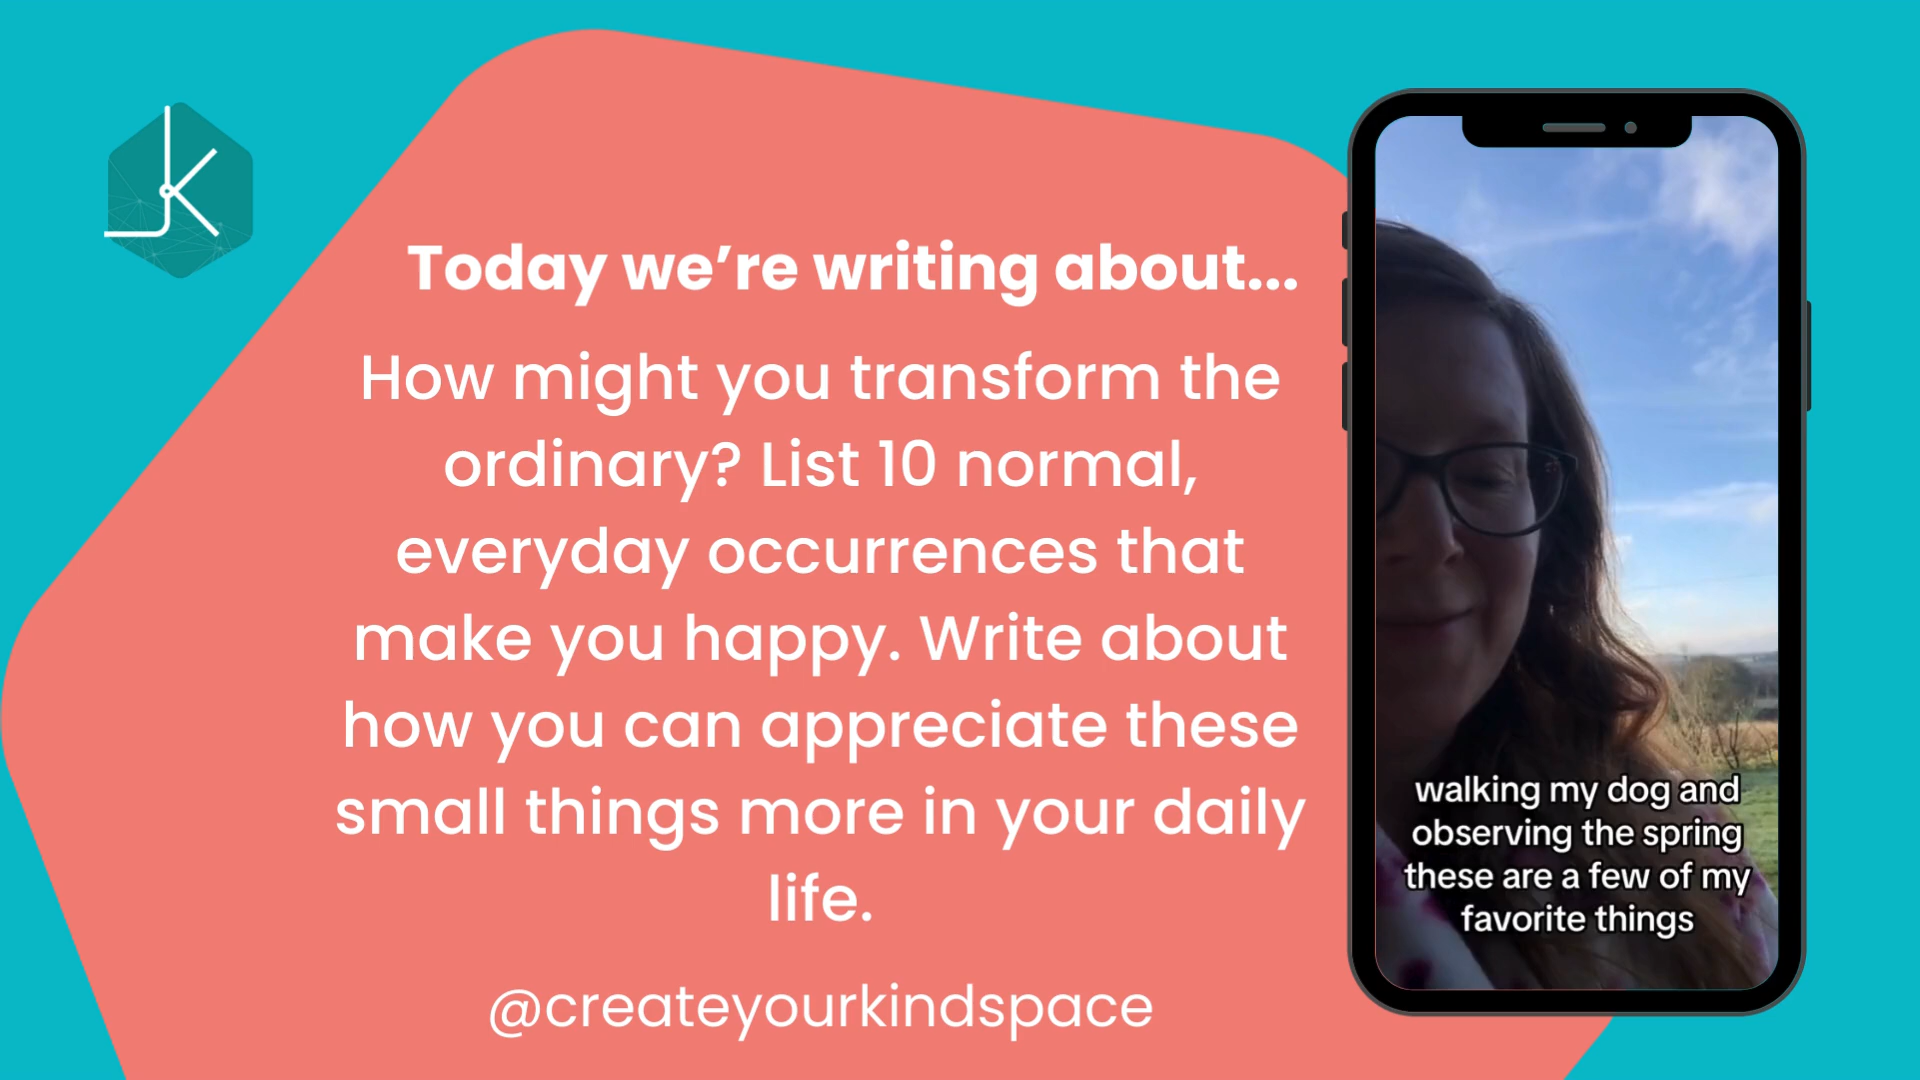 JK
Today we’re writing about...
How might you transform the
ordinary? List 10 normal,
everyday occurrences that
make you happy. Write about
how you can appreciate these
small things more in your daily
life.
@createyourkindspace
walking my dog and
observing the spring
these are a few of my
favorite things